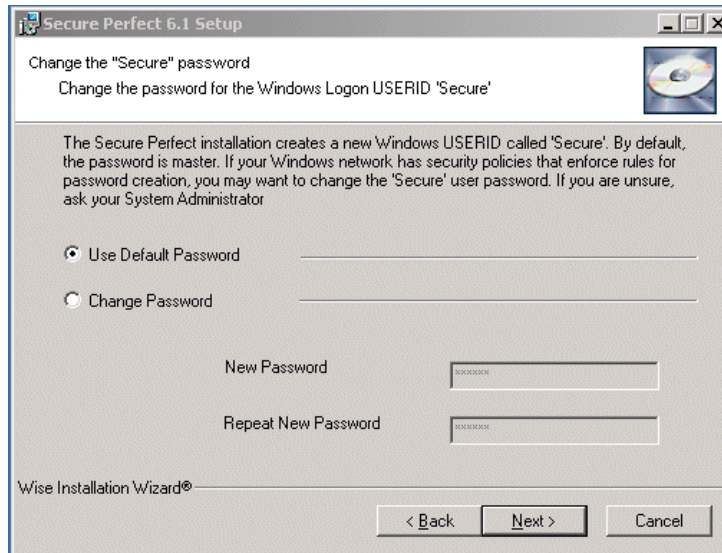 Secure Perfect 6.1 Setup
Change the "Secure" password
Change the password for the Windows Logon USERID 'Secure'
The Secure Perfect installation creates a new Windows USERID called 'Secure'. By default,
the password is master. If your Windows network has security policies that enforce rules for
password creation, you may want to change the 'Secure' user password. If you are unsure,
ask your System Administrator
Use Default Password
Change Password
New Password
xxxxxx
Repeat New Password
xxxxxx
Wise Installation Wizard®
< Back
Next >
Cancel